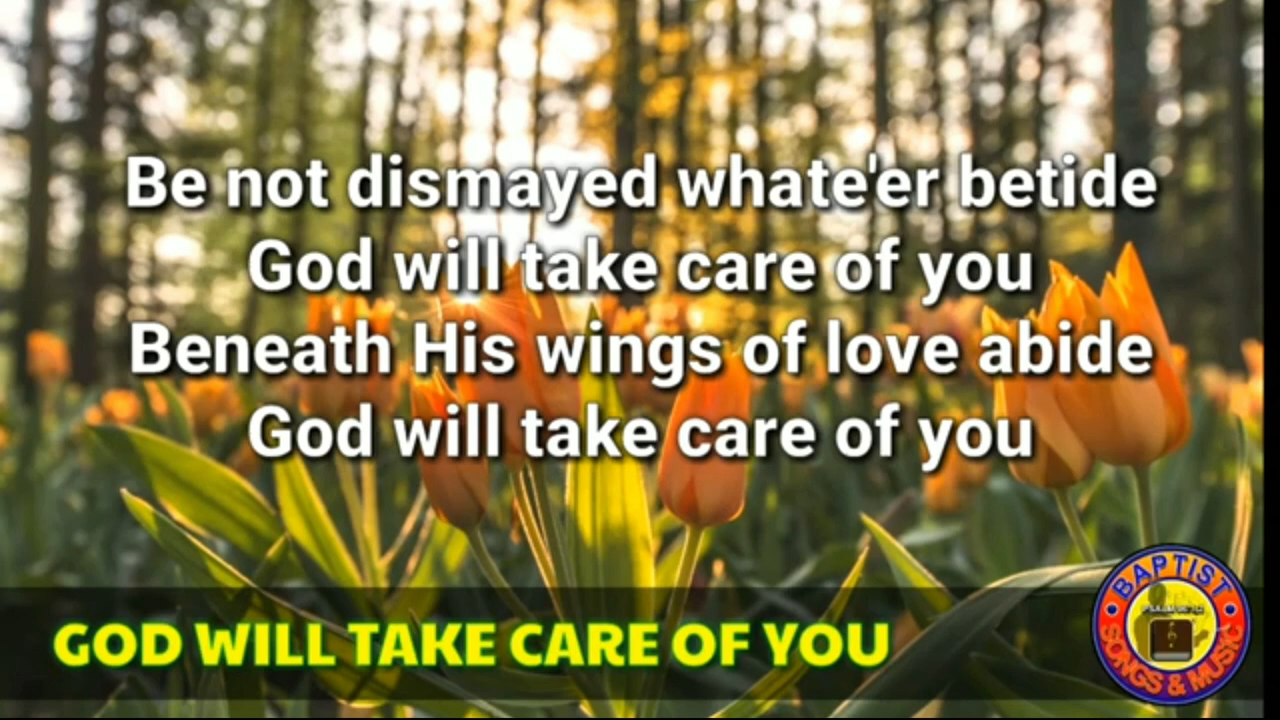 Be not dismayed whate'er betide
God will take care of you
Beneath His wings of love abide
God will take care of you
GOD WILL TAKE CARE OF YOU
BAPTIST
SONGS & MUSIC